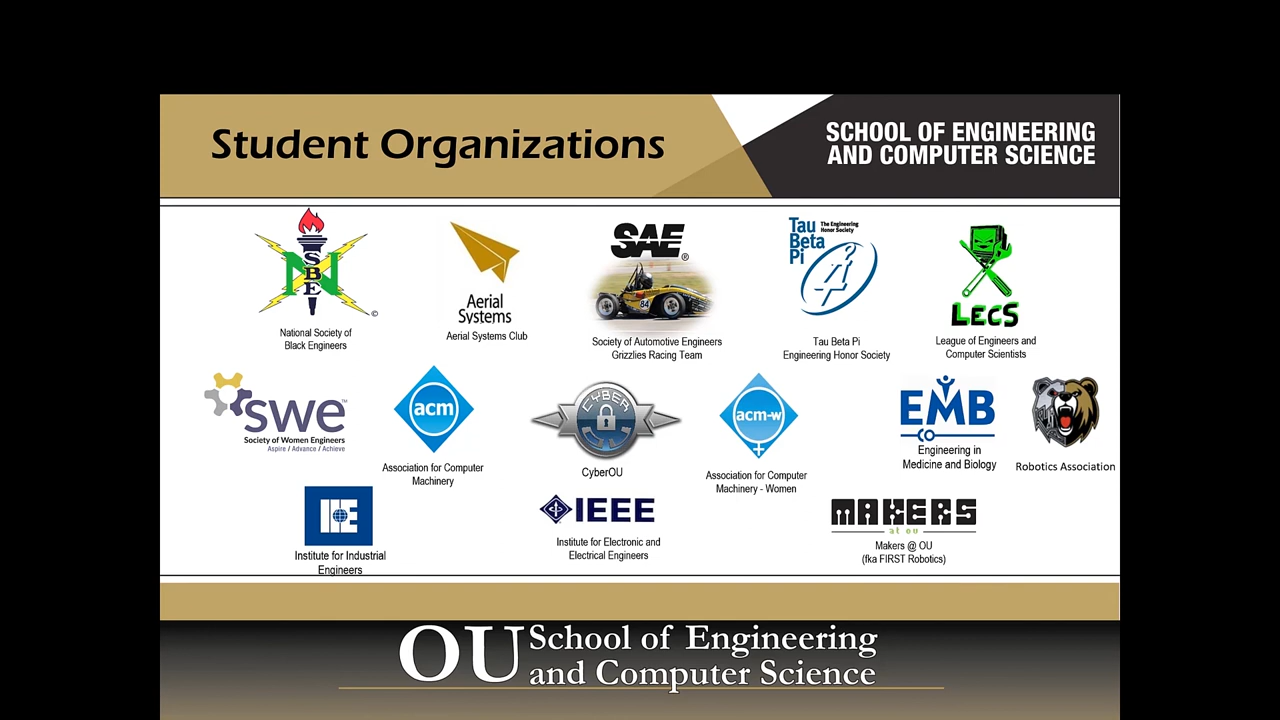 Student Organizations
SCHOOL OF ENGINEERING
AND COMPUTER SCIENCE
NSBE
©
National Society of
Black Engineers
Aerial
Systems
Aerial Systems Club
SAE®
84
Society of Automotive Engineers
Grizzlies Racing Team
Tau
Beta
Pi
The Engineering
Honor Society
Tau Beta Pi
Engineering Honor Society
LECS
League of Engineers and
Computer Scientists
swe™
Society of Women Engineers
Aspire / Advance / Achieve
acm
Association for Computer
Machinery
CYBER
CyberOU
acm-w
Association for Computer
Machinery - Women
EMB
Engineering in
Medicine and Biology
Robotics Association
IIE
Institute for Industrial
Engineers
IEEE
Institute for Electronic and
Electrical Engineers
MAKERS
at ou
Makers @ OU
(fka FIRST Robotics)
OU School of Engineering
and Computer Science